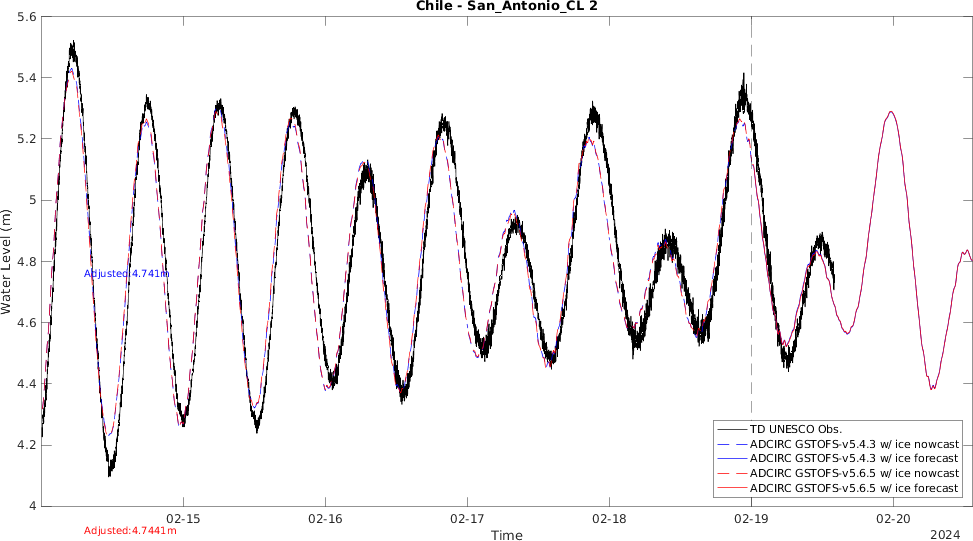 Chile - San_Antonio_CL 2
5.6
5.4
5.2
5
4.8
4.6
4.4
4.2
4
Water Level (m)
Adjusted:4.741m
Adjusted:4.7441m
02-15
02-16
02-17
02-18
02-19
02-20
Time
2024
TD UNESCO Obs.
ADCIRC GSTOFS-v5.4.3 w/ ice nowcast
ADCIRC GSTOFS-v5.4.3 w/ ice forecast
ADCIRC GSTOFS-v5.6.5 w/ ice nowcast
ADCIRC GSTOFS-v5.6.5 w/ ice forecast